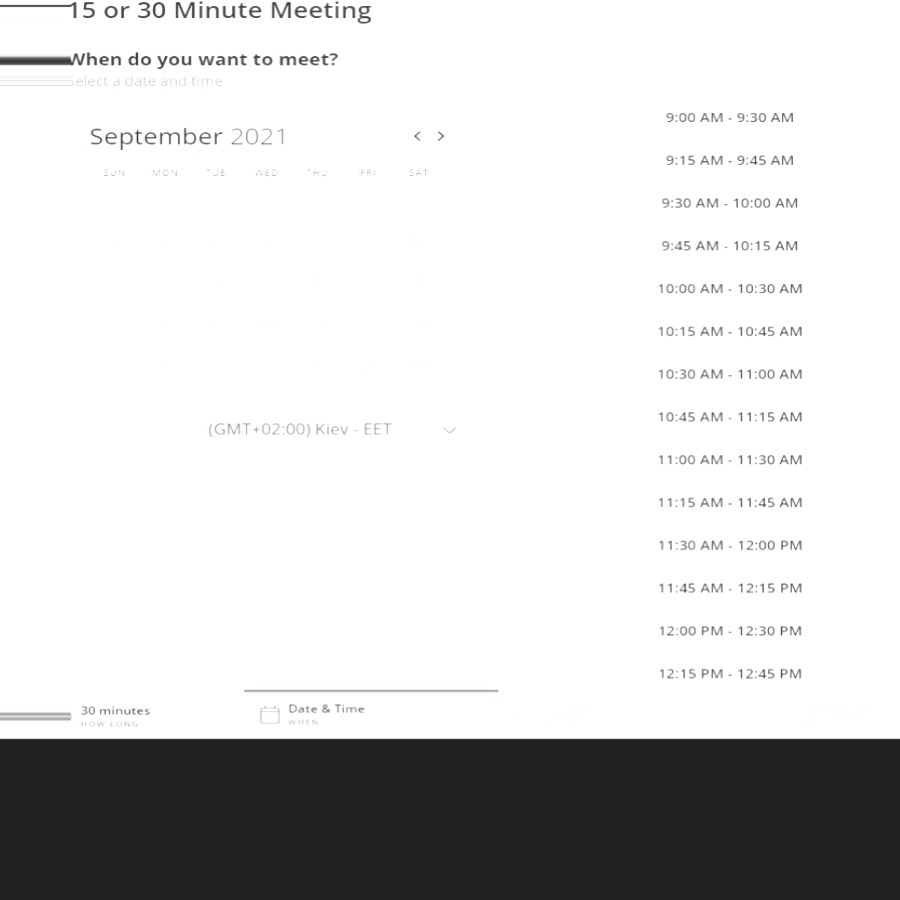 15 or 30 Minute Meeting
When do you want to meet?
Select a date and time
September 2021 < >
SUN MON TUE WED THU FRI SAT
(GMT+02:00) Kiev - EET
9:00 AM - 9:30 AM
9:15 AM - 9:45 AM
9:30 AM - 10:00 AM
9:45 AM - 10:15 AM
10:00 AM - 10:30 AM
10:15 AM - 10:45 AM
10:30 AM - 11:00 AM
10:45 AM - 11:15 AM
11:00 AM - 11:30 AM
11:15 AM - 11:45 AM
11:30 AM - 12:00 PM
11:45 AM - 12:15 PM
12:00 PM - 12:30 PM
12:15 PM - 12:45 PM
30 minutes
HOW LONG
Date & Time
WHEN